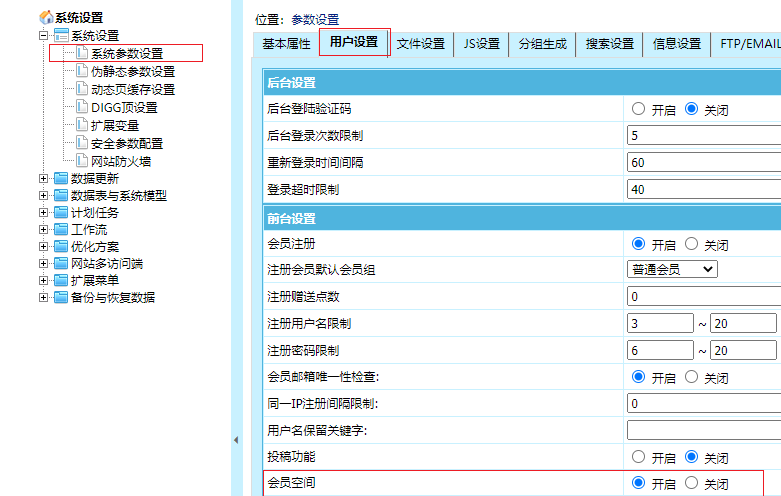 系统设置
系统设置
系统参数设置
伪静态参数设置
动态页缓存设置
DIGG顶设置
扩展变量
安全参数配置
网站防火墙
数据更新
数据表与系统模型
计划任务
工作流
优化方案
网站多访问端
扩展菜单
备份与恢复数据
位置：参数设置
基本属性 用户设置 文件设置 JS设置 分组生成 搜索设置 信息设置 FTP/EMAIL
后台设置
后台登陆验证码 开启 关闭
后台登录次数限制 5
重新登录时间间隔 60
登录超时限制 40
前台设置
会员注册 开启 关闭
注册会员默认会员组 普通会员
注册赠送点数 0
注册用户名限制 3 ~ 20
注册密码限制 6 ~ 20
会员邮箱唯一性检查: 开启 关闭
同一IP注册间隔限制: 0
用户名保留关键字:
投稿功能 开启 关闭
会员空间 开启 关闭